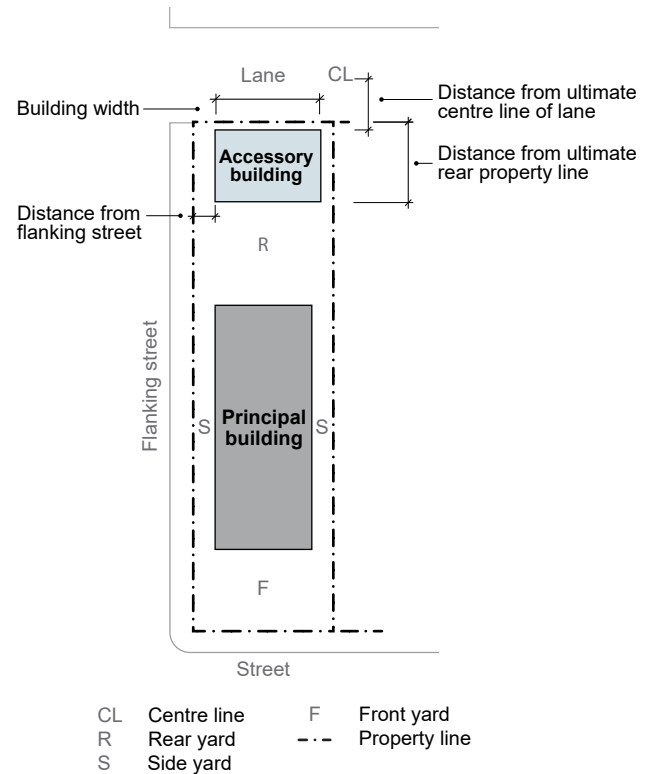 Lane
CL
Distance from ultimate
centre line of lane
Building width
Accessory
building
Distance from ultimate
rear property line
Distance from
flanking street
R
Flanking street
S
Principal
building
S
F
Street
CL Centre line
F Front yard
R Rear yard
Property line
S Side yard